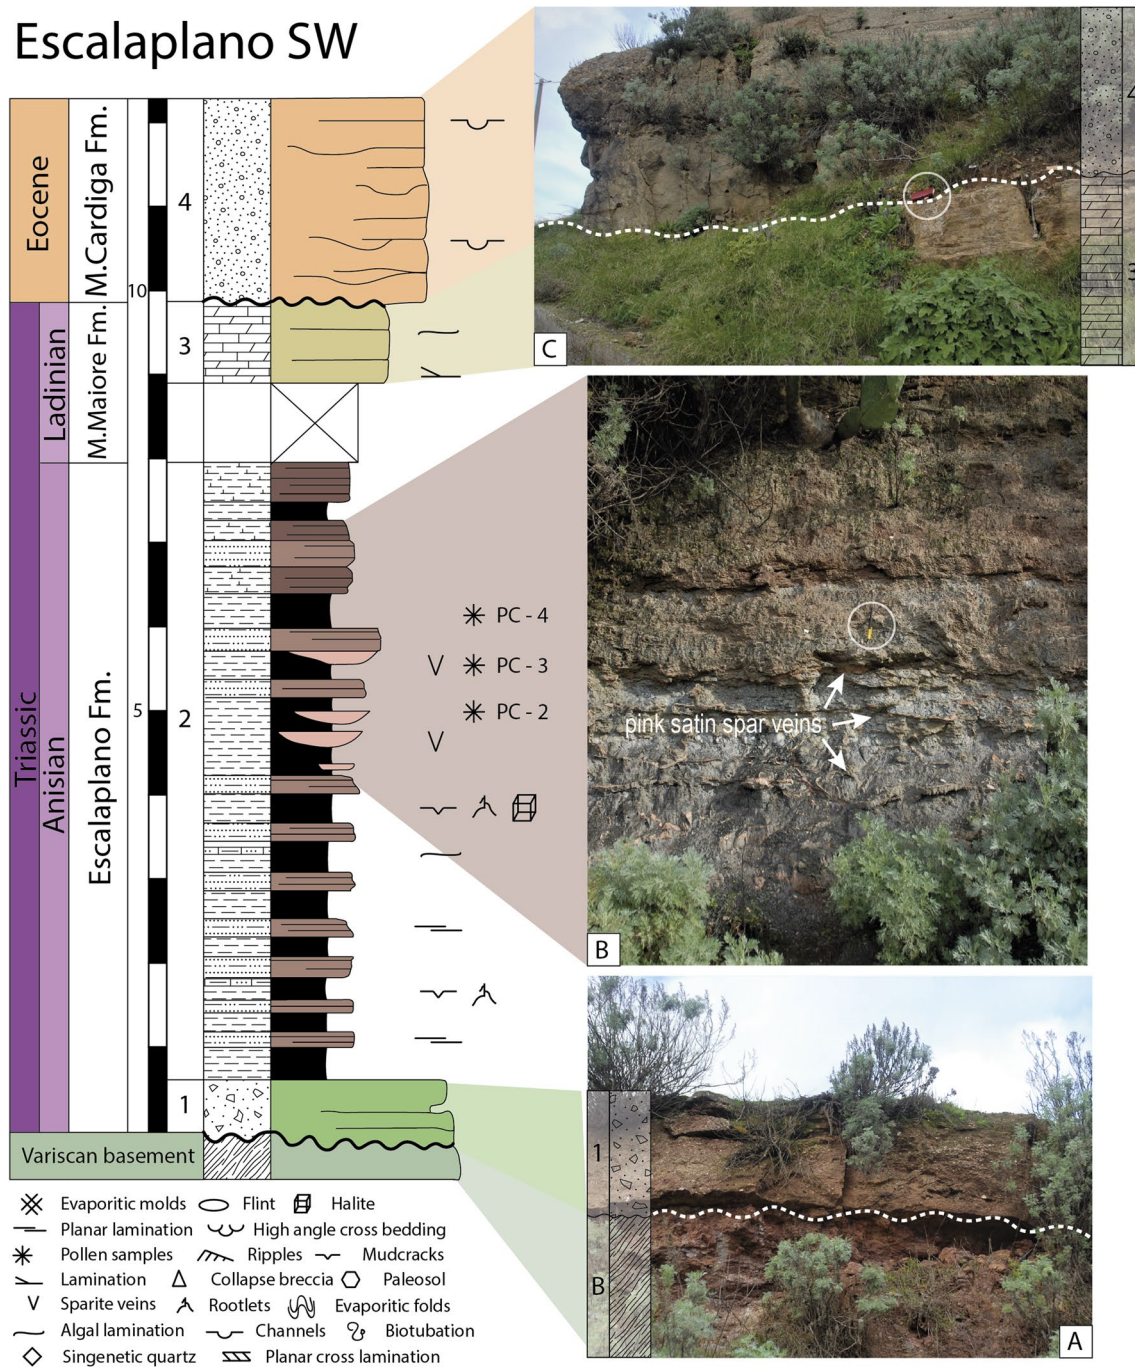 Escalaplano SW
Eocene
M.Cardiga Fm.
4
10
Triassic
Ladinian
M.Maiore Fm.
3
Anisian
Escalaplano Fm.
5
2
PC - 4
PC - 3
PC - 2
1
Variscan basement
4
3
C
pink satin spar veins
B
1
B
A
Evaporitic molds Flint Halite
Planar lamination High angle cross bedding
Pollen samples Ripples Mudcracks
Lamination Collapse breccia Paleosol
Sparite veins Rootlets Evaporitic folds
Algal lamination Channels Biotubation
Singenetic quartz Planar cross lamination